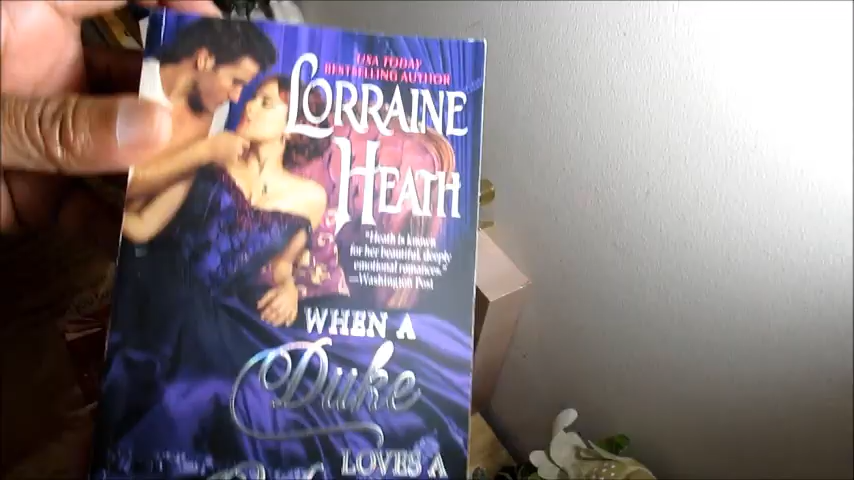 USA TODAY
BESTSELLING AUTHOR
LORRAINE
HEATH
"Heath is known
for her beautiful, deeply
emotional romances."
—Washington Post
WHEN A
Duke
LOVES A